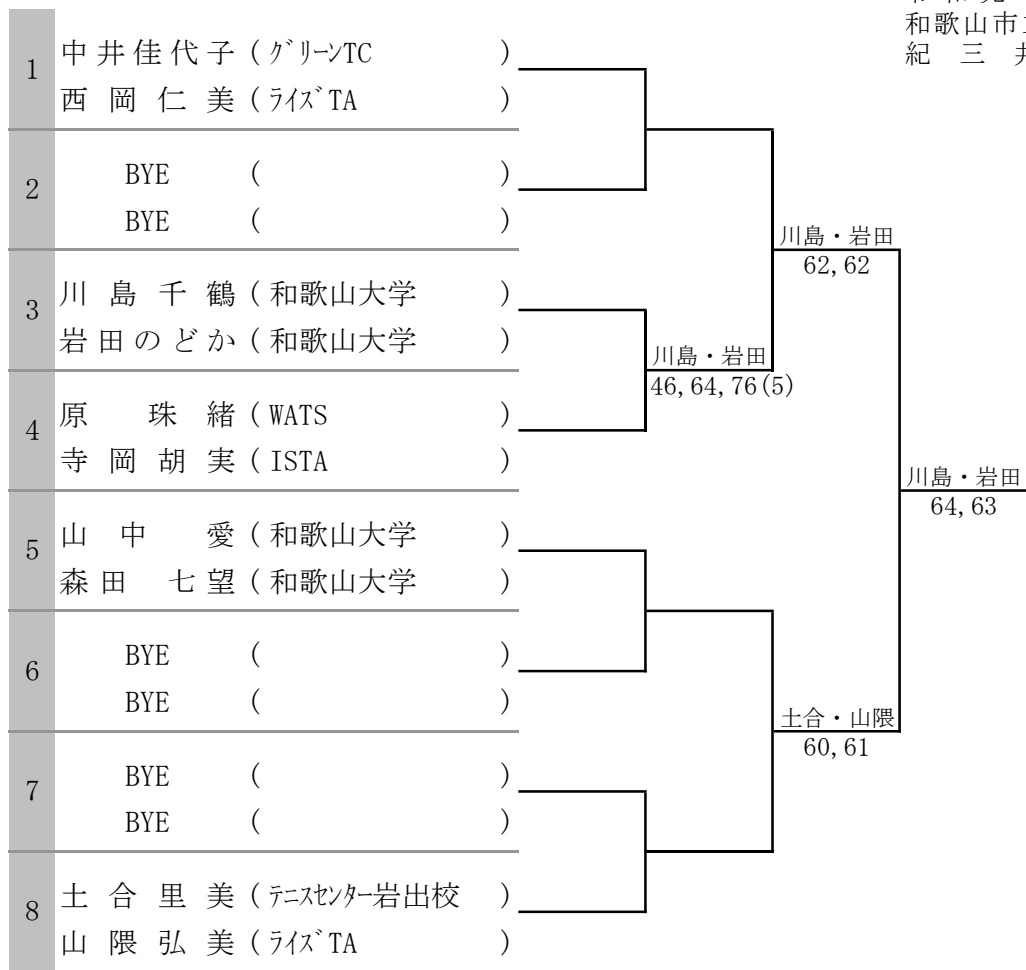 和歌山市
紀三井
1
中井佳代子 (グリーンTC)
西岡仁美 (ライズTA)
2
BYE ( )
BYE ( )
川島・岩田
62, 62
3
川島千鶴 (和歌山大学)
岩田のどか (和歌山大学)
川島・岩田
46, 64, 76(5)
4
原 珠緒 (WATS)
寺岡胡実 (ISTA)
川島・岩田
64, 63
5
山中 愛 (和歌山大学)
森田 七望 (和歌山大学)
6
BYE ( )
BYE ( )
土合・山隈
60, 61
7
BYE ( )
BYE ( )
8
土合里美 (テニスセンター岩出校)
山隈弘美 (ライズTA)